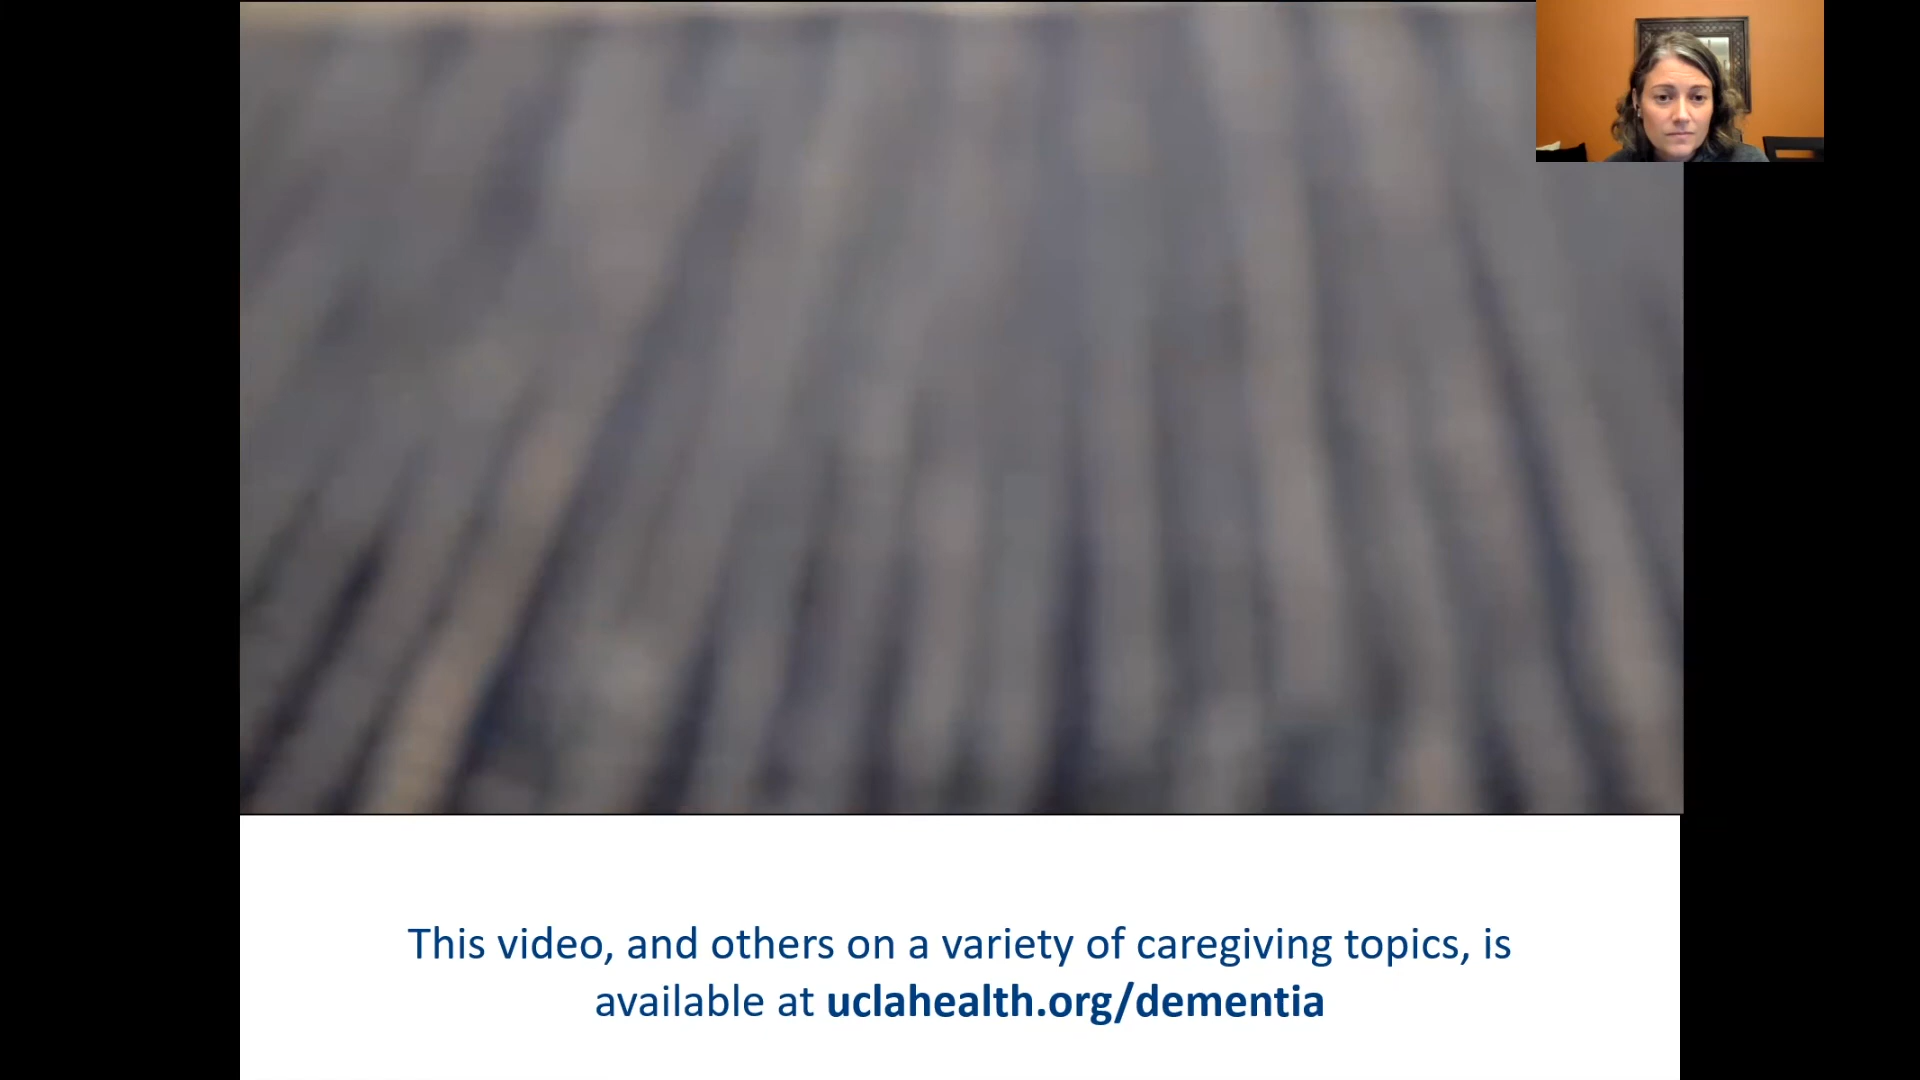 This video, and others on a variety of caregiving topics, is
available at uclahealth.org/dementia